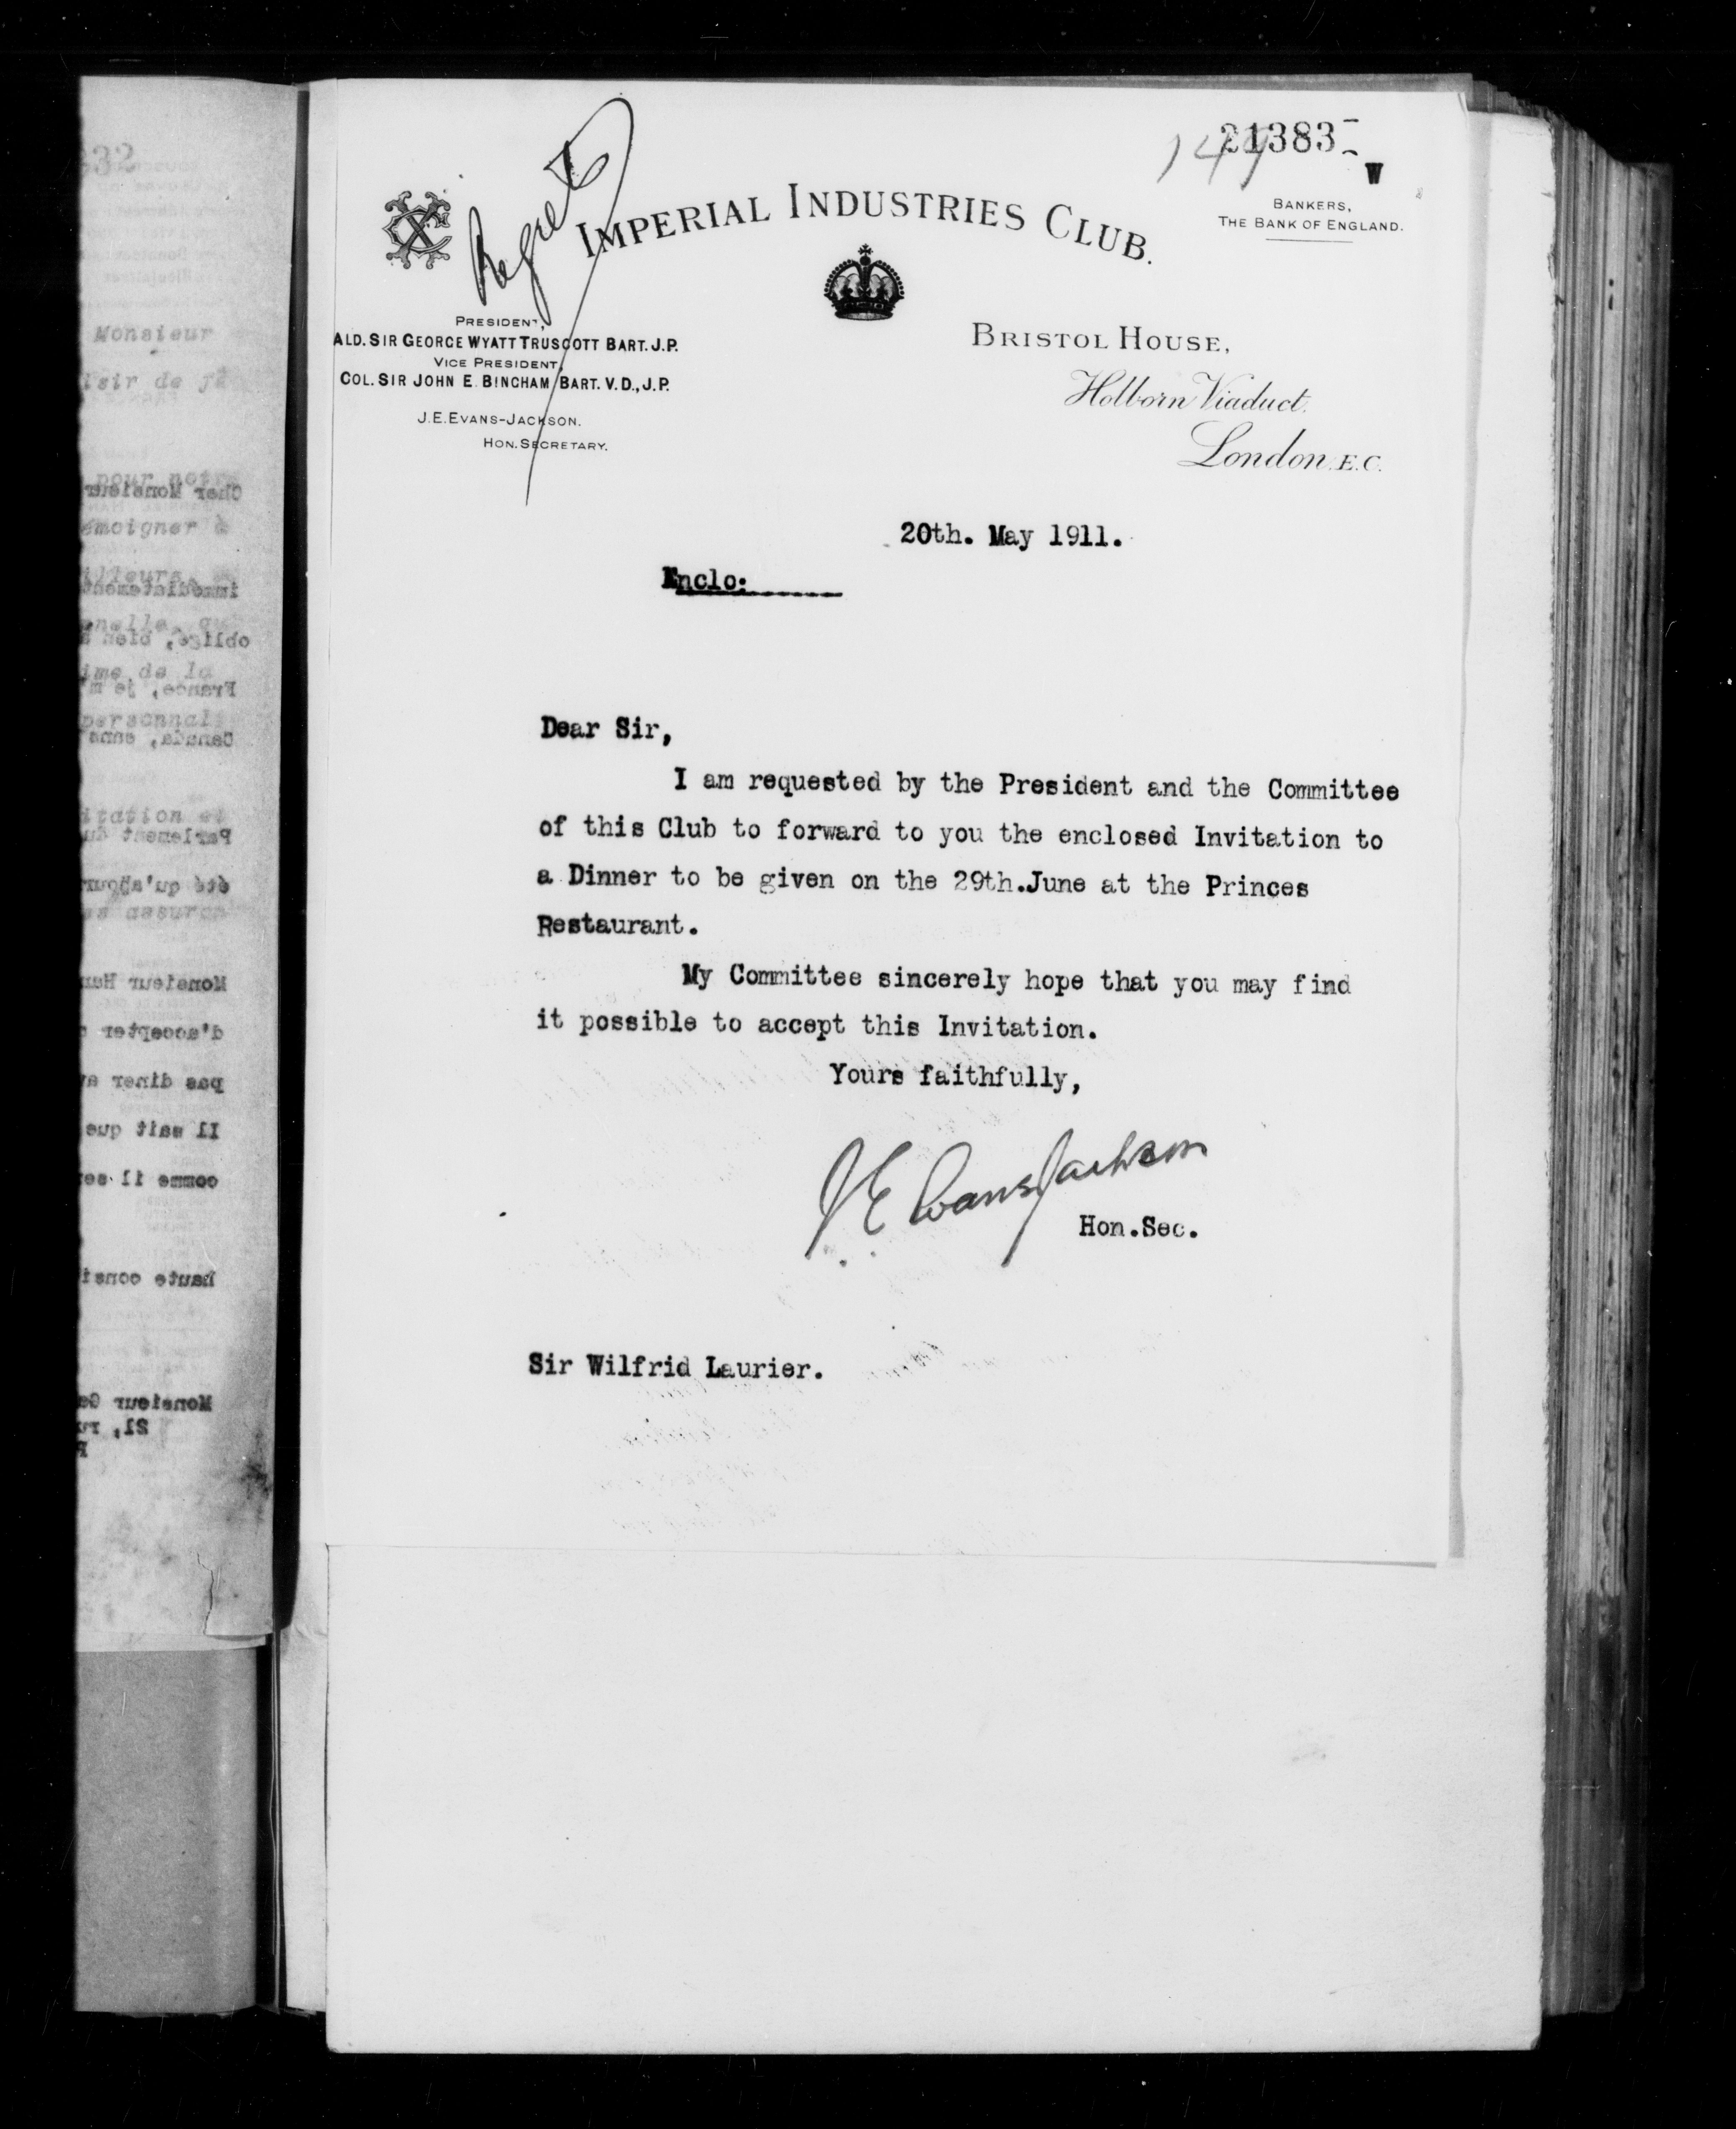 21383
149
W
Regrets
IMPERIAL INDUSTRIES CLUB.
BANKERS,
THE BANK OF ENGLAND.
PRESIDENT,
ALD. SIR GEORGE WYATT TRUSCOTT BART. J.P.
VICE PRESIDENT,
COL. SIR JOHN E. BINGHAM BART. V.D., J.P.
J.E. EVANS-JACKSON.
HON. SECRETARY.
BRISTOL HOUSE,
Holborn Viaduct.
London. E.C.
20th. May 1911.
Enclo:
Dear Sir,
I am requested by the President and the Committee
of this Club to forward to you the enclosed Invitation to
a Dinner to be given on the 29th.June at the Princes
Restaurant.
My Committee sincerely hope that you may find
it possible to accept this Invitation.
Yours faithfully,
J E Evans Jackson
Hon.Sec.
Sir Wilfrid Laurier.